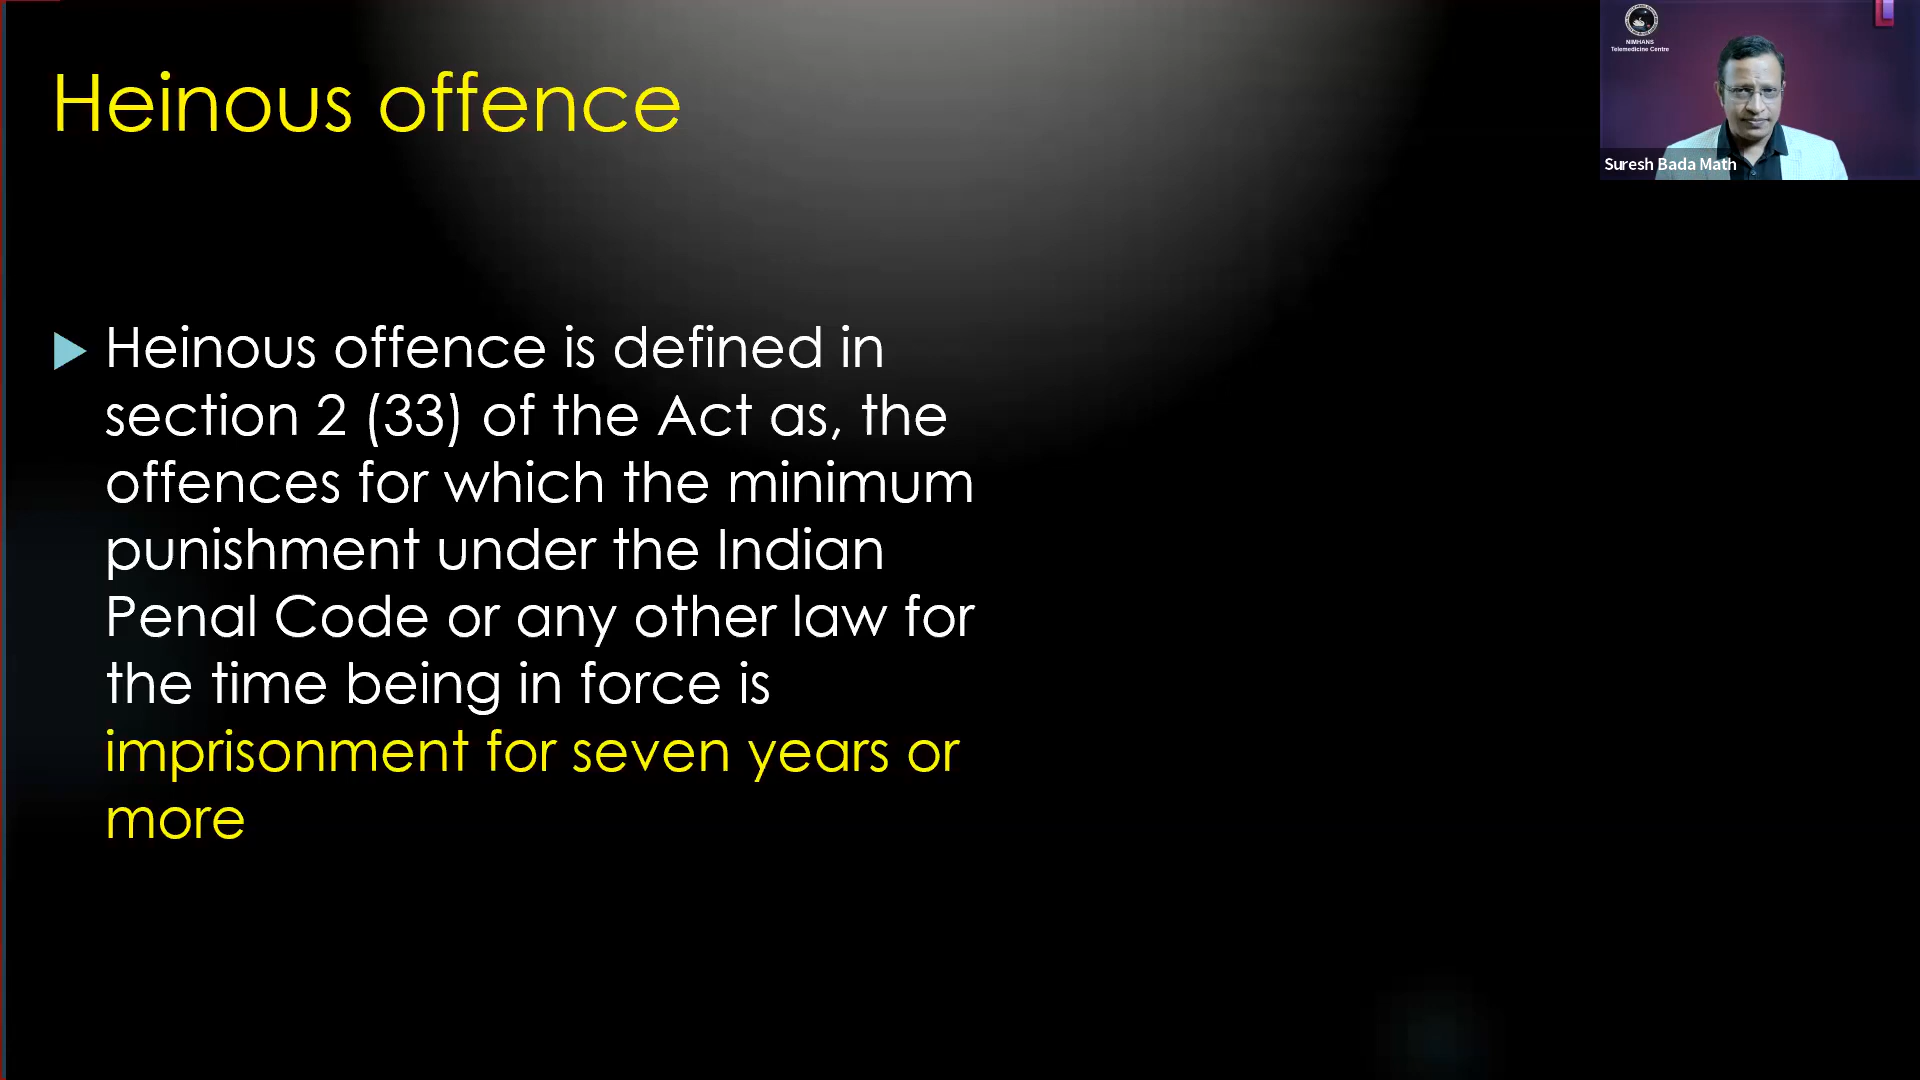 Heinous offence
NIMHANS
Telemedicine Centre
Suresh Bada Math
Heinous offence is defined in
section 2 (33) of the Act as, the
offences for which the minimum
punishment under the Indian
Penal Code or any other law for
the time being in force is
imprisonment for seven years or
more